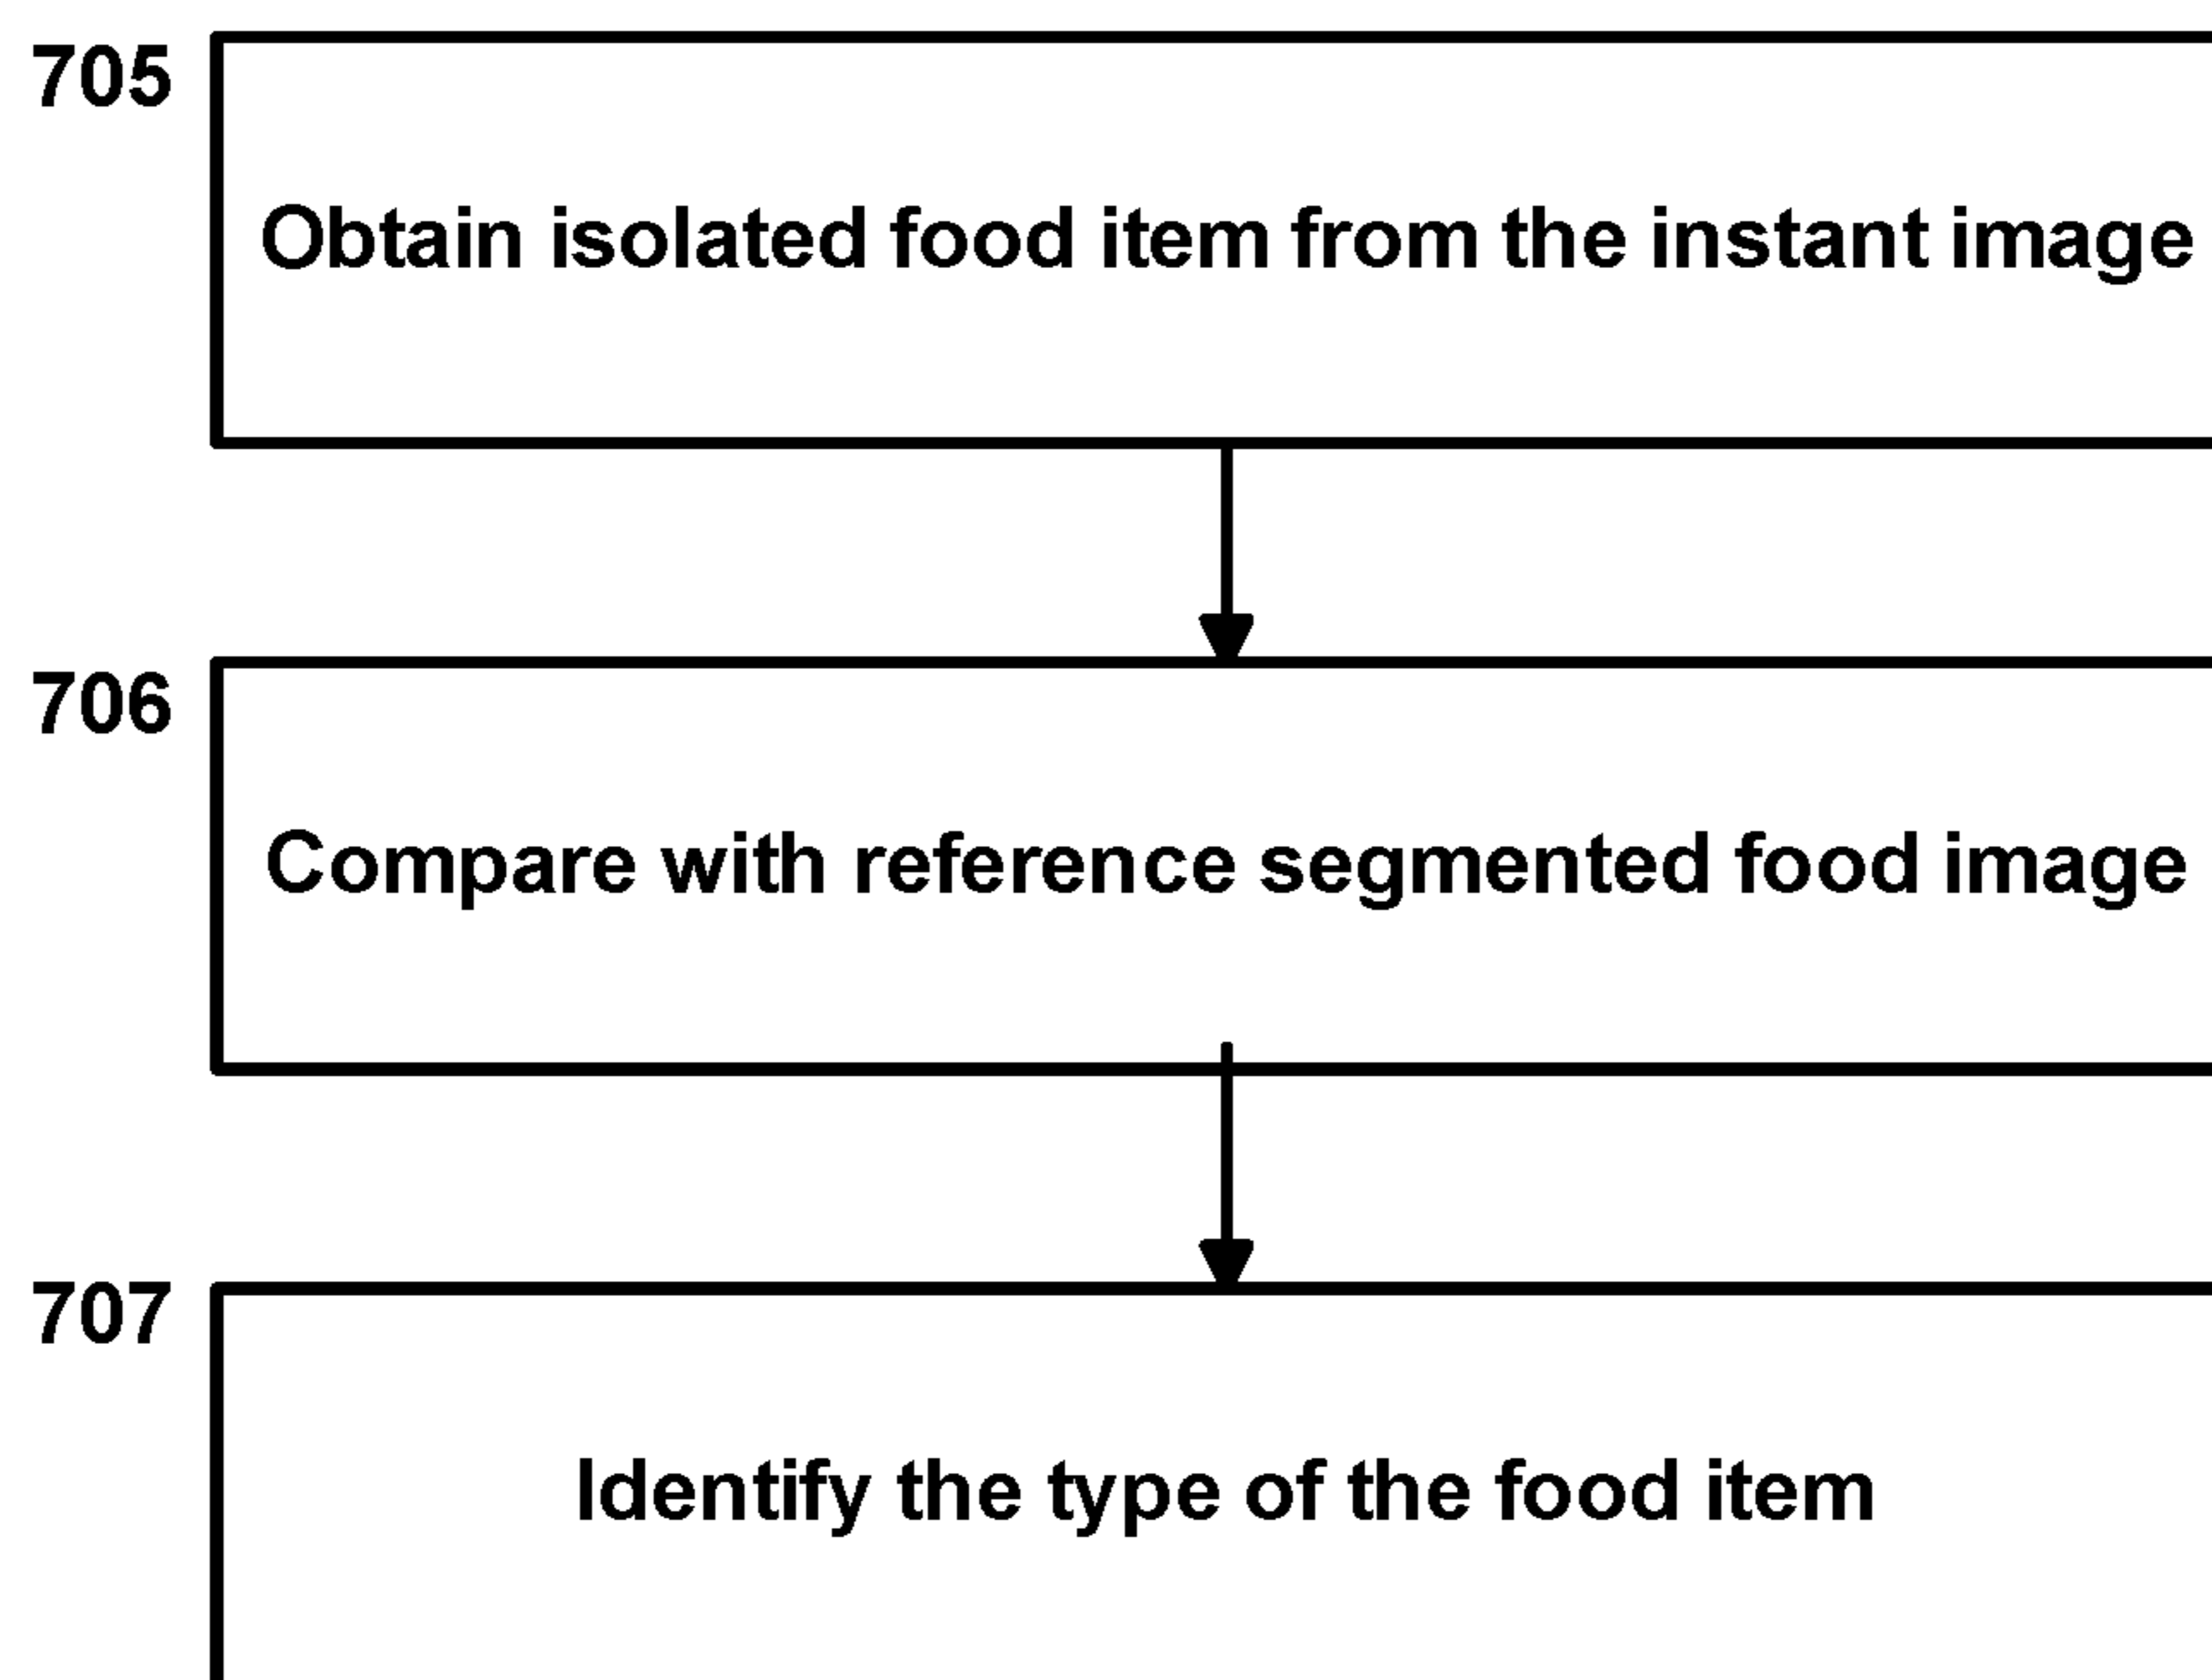 705
Obtain isolated food item from the instant image
706
Compare with reference segmented food image
707
Identify the type of the food item